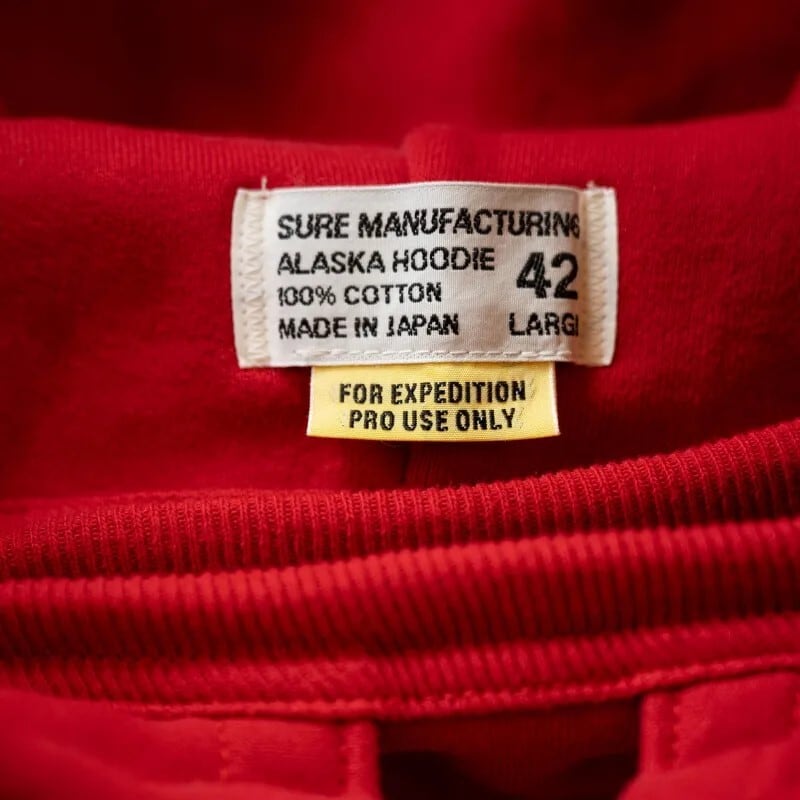 SURE MANUFACTURING
ALASKA HOODIE
100% COTTON
42
MADE IN JAPAN LARGE
FOR EXPEDITION
PRO USE ONLY